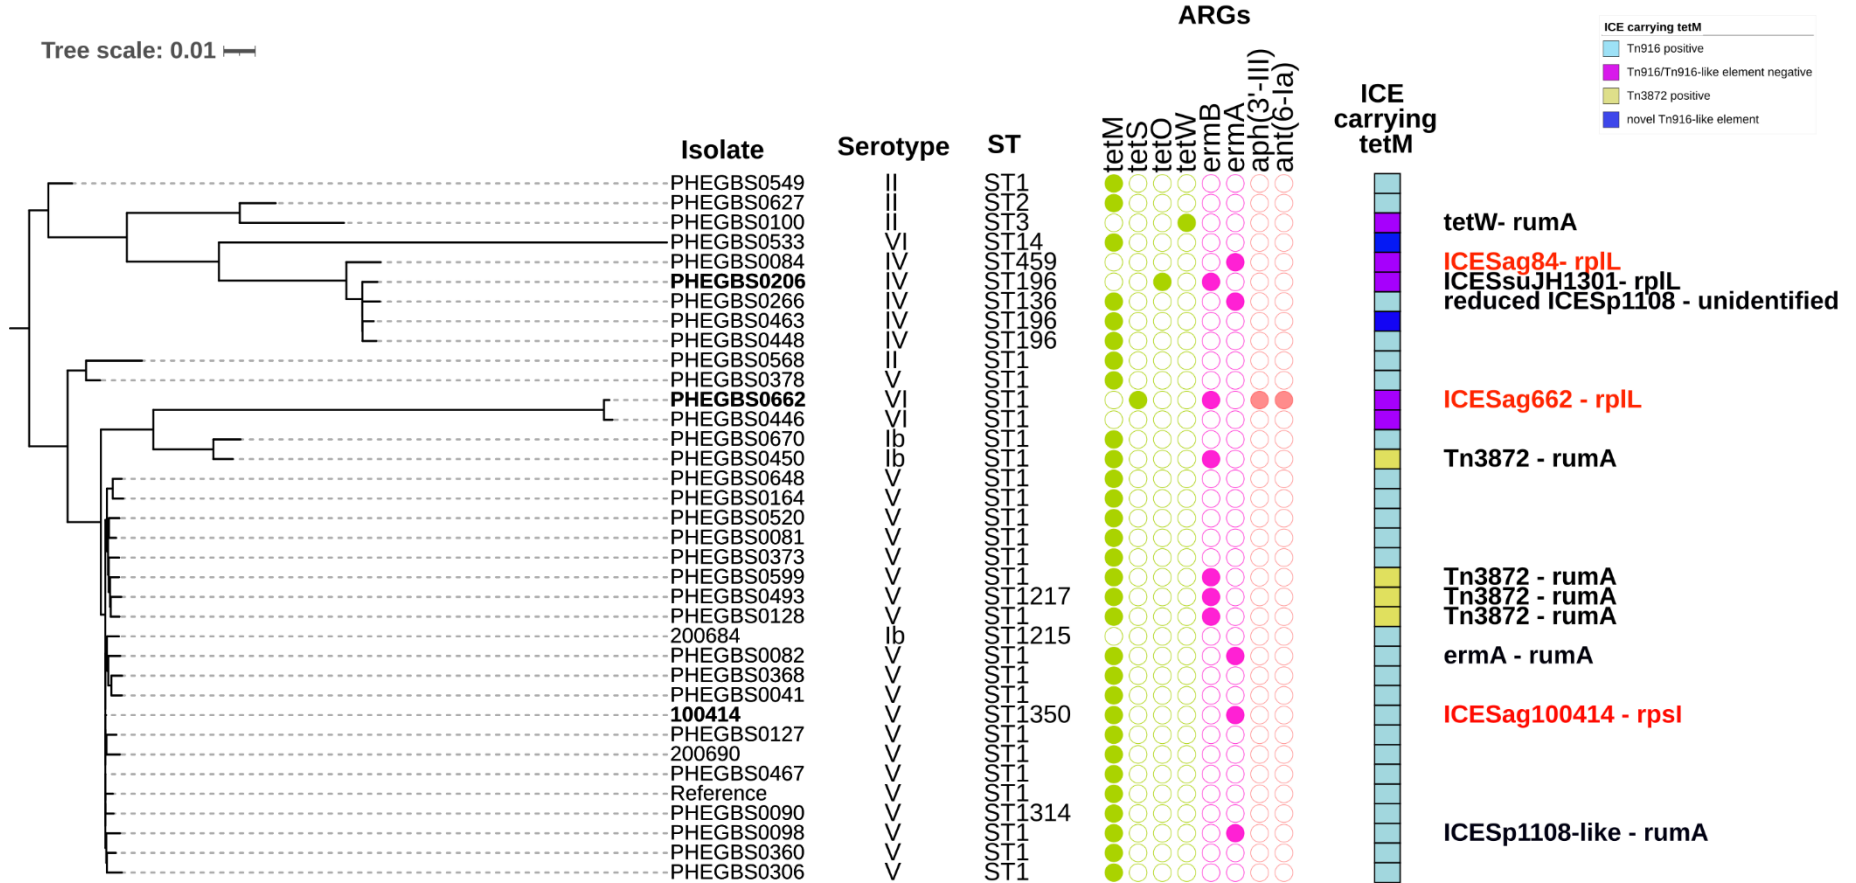 ARGs
Tree scale: 0.01
ICE carrying tetM
Tn916 positive
Tn916/Tn916-like element negative
Tn3872 positive
novel Tn916-like element
Isolate
Serotype
ST
tetM
tetS
tetO
tetW
ermB
ermA
aph(3'-III)
ant(6-Ia)
ICE
carrying
tetM
PHEGBS0549 II ST1
PHEGBS0627 II ST2
PHEGBS0100 II ST3 tetW- rumA
PHEGBS0533 VI ST14
PHEGBS0084 IV ST459 ICESag84- rplL
PHEGBS0206 IV ST196 ICESsuJH1301- rplL
PHEGBS0266 IV ST136 reduced ICESp1108 - unidentified
PHEGBS0463 IV ST196
PHEGBS0448 IV ST196
PHEGBS0568 II ST1
PHEGBS0378 V ST1
PHEGBS0662 VI ST1 ICESag662 - rplL
PHEGBS0446 VI ST1
PHEGBS0670 Ib ST1
PHEGBS0450 Ib ST1 Tn3872 - rumA
PHEGBS0648 V ST1
PHEGBS0164 V ST1
PHEGBS0520 V ST1
PHEGBS0081 V ST1
PHEGBS0373 V ST1
PHEGBS0599 V ST1 Tn3872 - rumA
PHEGBS0493 V ST1217 Tn3872 - rumA
PHEGBS0128 V ST1 Tn3872 - rumA
200684 Ib ST1215
PHEGBS0082 V ST1 ermA - rumA
PHEGBS0368 V ST1
PHEGBS0041 V ST1
100414 V ST1350 ICESag100414 - rpsI
PHEGBS0127 V ST1
200690 V ST1
PHEGBS0467 V ST1
Reference V ST1
PHEGBS0090 V ST1314
PHEGBS0098 V ST1 ICESp1108-like - rumA
PHEGBS0360 V ST1
PHEGBS0306 V ST1